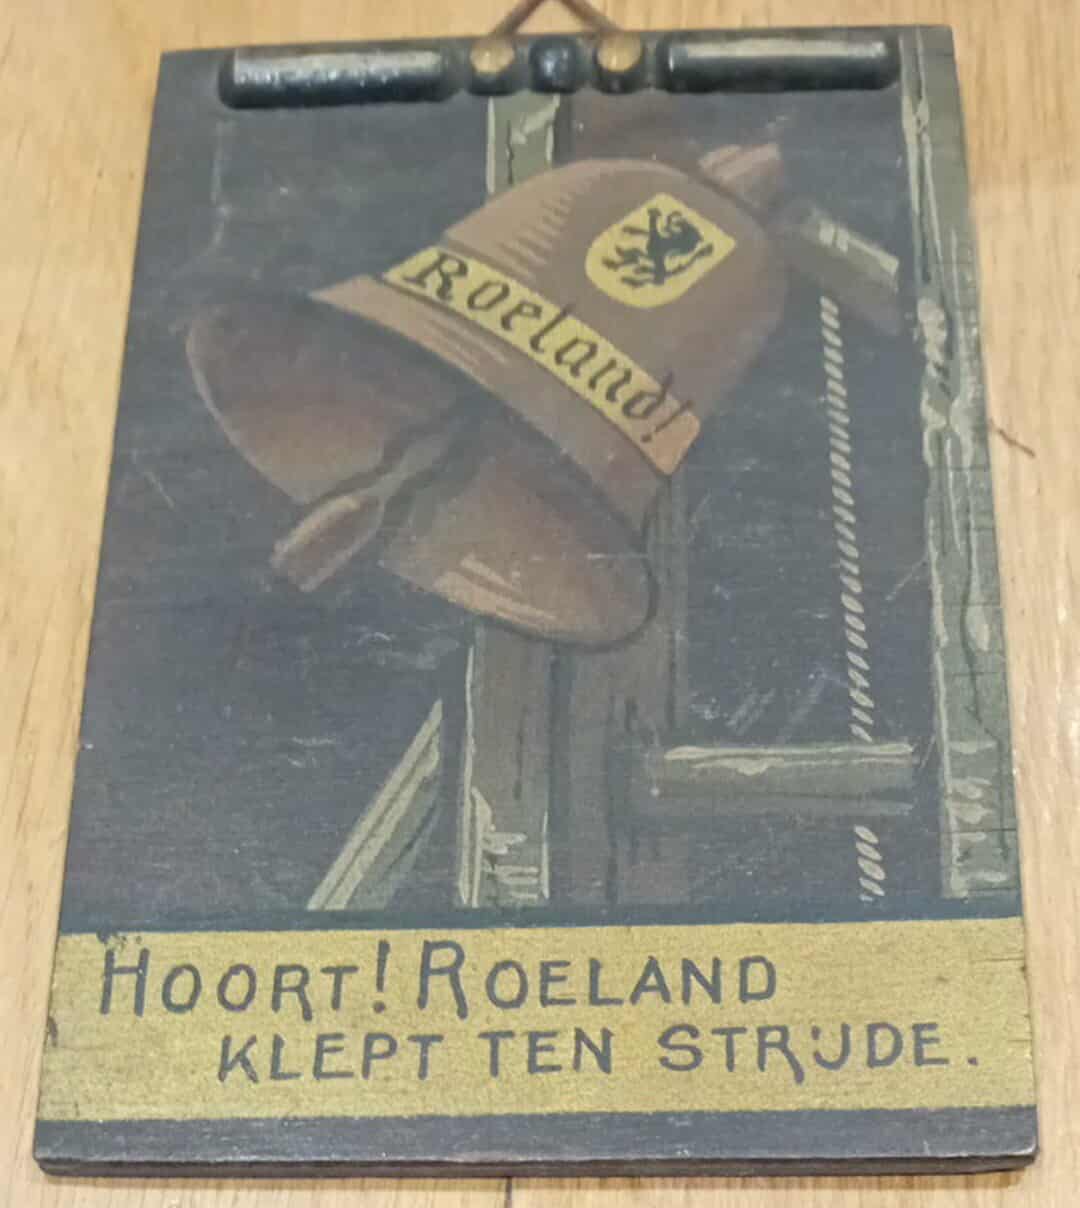 Roeland!
HOORT! ROELAND
KLEPT TEN STRIJDE.